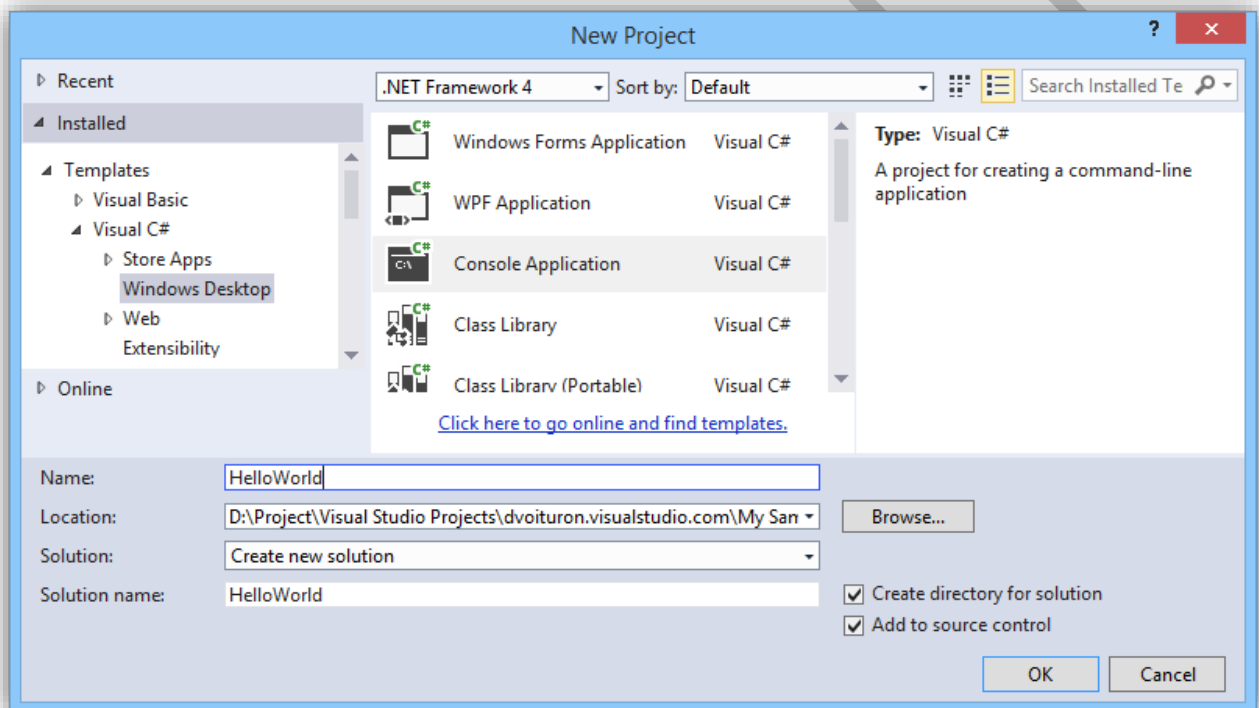 New Project
?
Recent
Installed
Templates
Visual Basic
Visual C#
Store Apps
Windows Desktop
Web
Extensibility
Online
.NET Framework 4
Sort by: Default
Search Installed Te
C# Windows Forms Application Visual C#
C# WPF Application Visual C#
C# C:\ Console Application Visual C#
C# Class Library Visual C#
C# Class Library (Portable) Visual C#
Click here to go online and find templates.
Type: Visual C#
A project for creating a command-line
application
Name: HelloWorld
Location: D:\Project\Visual Studio Projects\dvoituron.visualstudio.com\My Sam
Browse...
Solution: Create new solution
Solution name: HelloWorld
Create directory for solution
Add to source control
OK Cancel